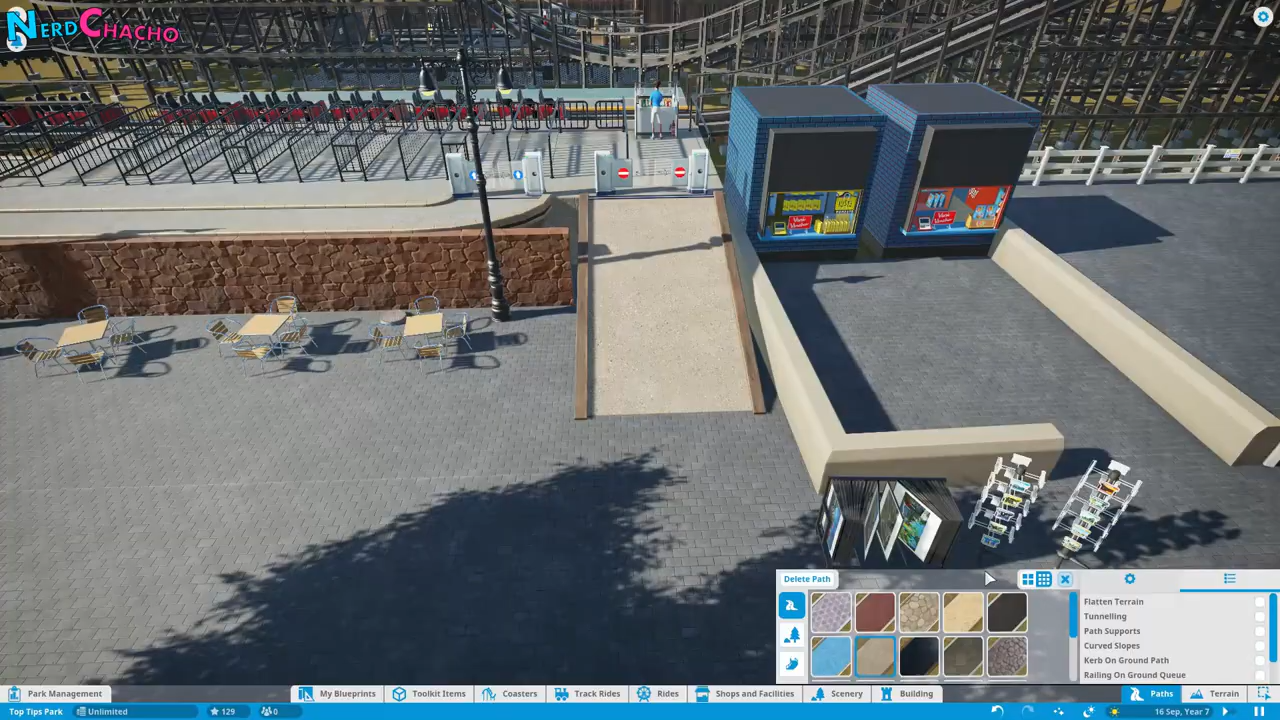 NerdChacho
Delete Path
Flatten Terrain
Tunnelling
Path Supports
Curved Slopes
Kerb On Ground Path
Railing On Ground Queue
Park Management
My Blueprints
Toolkit Items
Coasters
Track Rides
Rides
Shops and Facilities
Scenery
Building
Paths
Terrain
Top Tips Park
Unlimited
129
0
16 Sep, Year 7